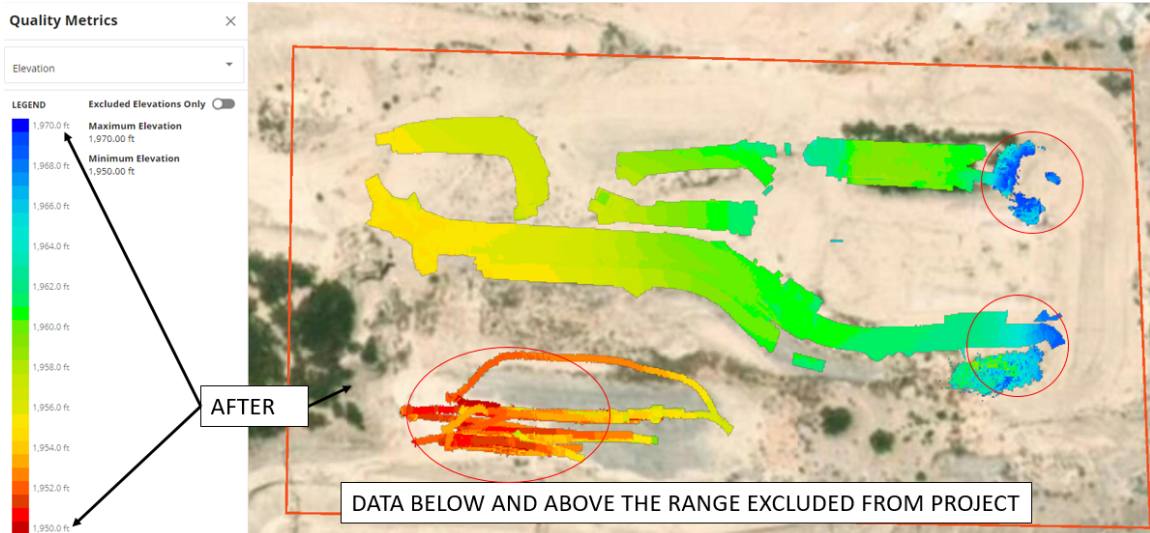 Quality Metrics ×
Elevation
LEGEND
Excluded Elevations Only
Maximum Elevation
1,970.00 ft
Minimum Elevation
1,950.00 ft
1,970.0 ft
1,968.0 ft
1,966.0 ft
1,964.0 ft
1,962.0 ft
1,960.0 ft
1,958.0 ft
1,956.0 ft
1,954.0 ft
1,952.0 ft
1,950.0 ft
AFTER
DATA BELOW AND ABOVE THE RANGE EXCLUDED FROM PROJECT